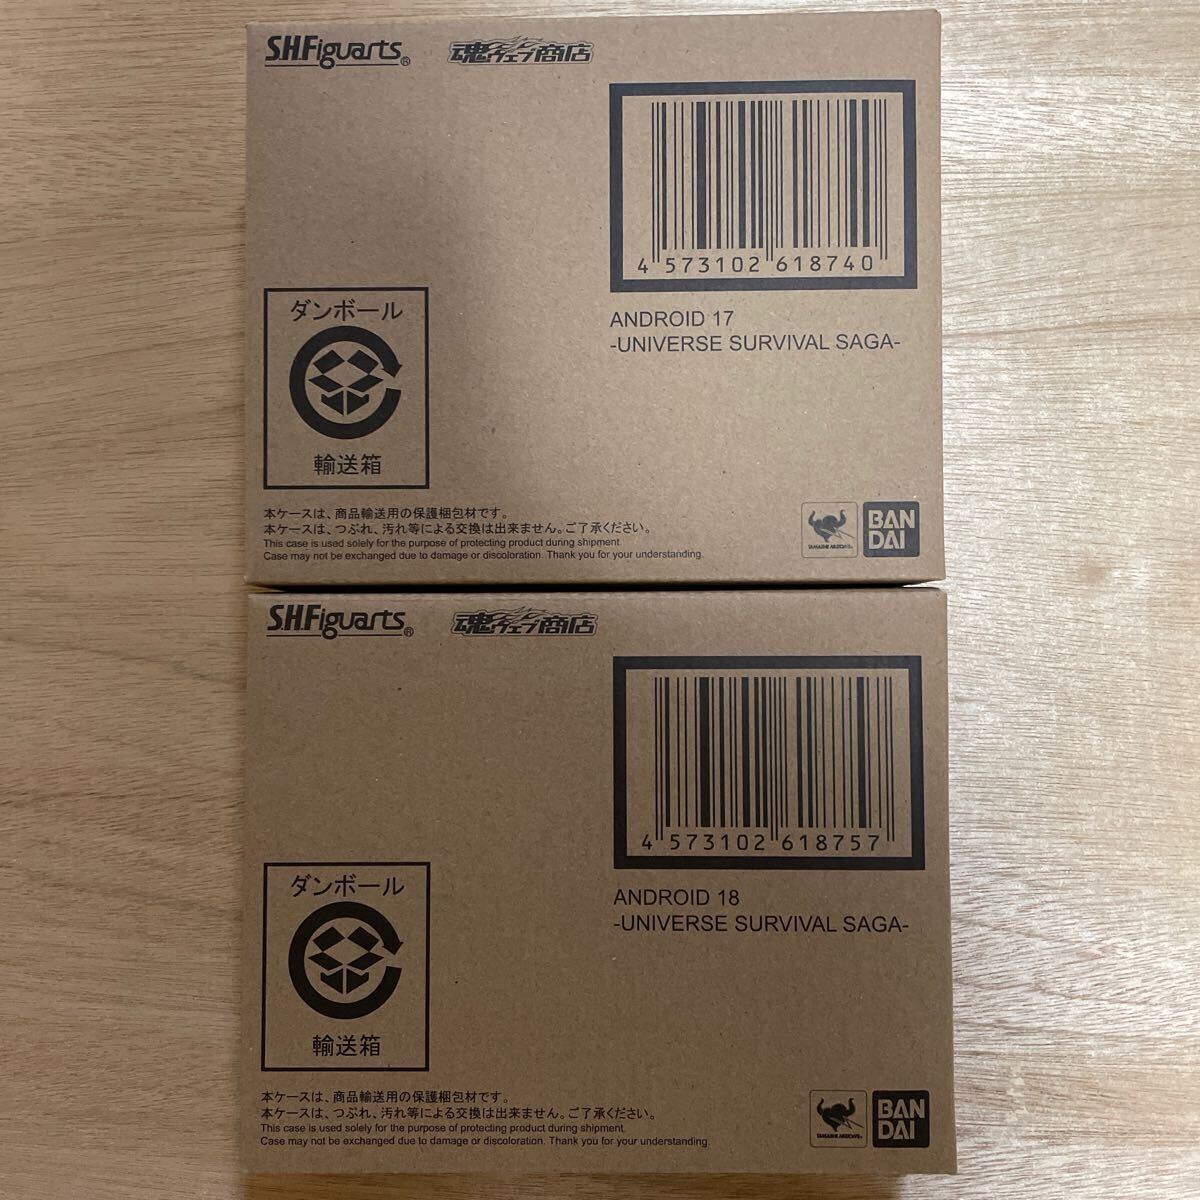 S.H.Figuarts®
魂ウェブ商店
4 573102 618740
ANDROID 17
-UNIVERSE SURVIVAL SAGA-
ダンボール
輸送箱
本ケースは、商品輸送用の保護梱包材です。
本ケースは、つぶれ、汚れ等による交換は出来ません。ご了承ください。
This case is used solely for the purpose of protecting product during shipment.
Case may not be exchanged due to damage or discoloration. Thank you for your understanding.
BAN
DAI
S.H.Figuarts®
魂ウェブ商店
4 573102 618757
ANDROID 18
-UNIVERSE SURVIVAL SAGA-
ダンボール
輸送箱
本ケースは、商品輸送用の保護梱包材です。
本ケースは、つぶれ、汚れ等による交換は出来ません。ご了承ください。
This case is used solely for the purpose of protecting product during shipment.
Case may not be exchanged due to damage or discoloration. Thank you for your understanding.
BAN
DAI